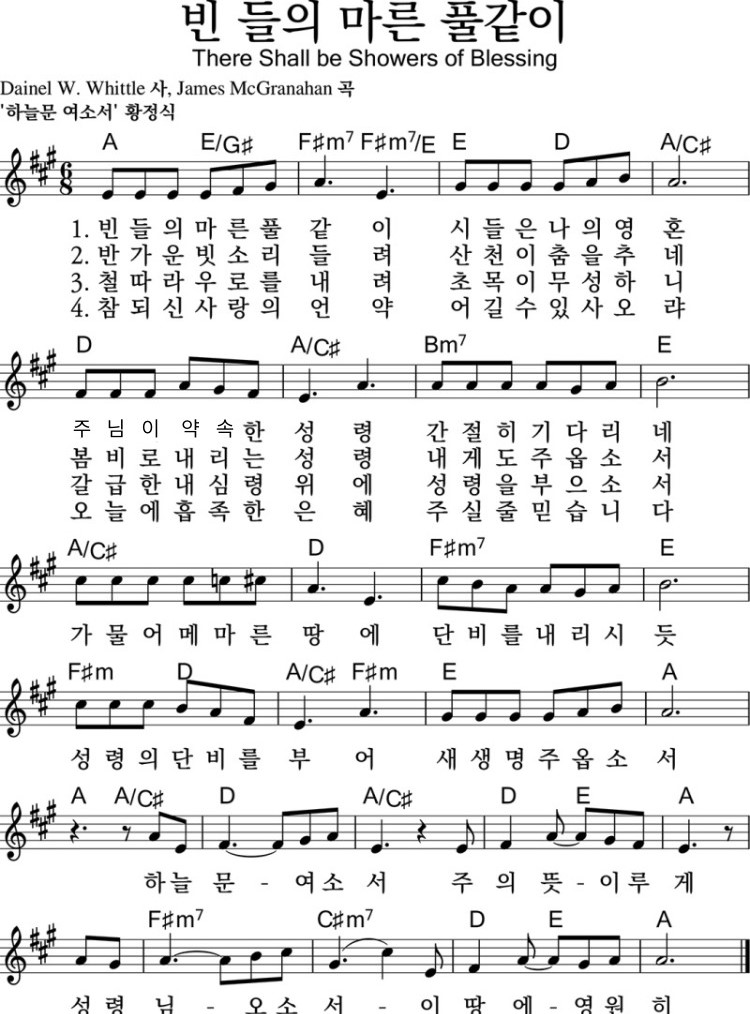 빈 들의 마른 풀같이
There Shall be Showers of Blessing
Dainel W. Whittle 사, James McGranahan 곡
'하늘문 여소서' 황정식
A E/G♯ F♯m7 F♯m7/E E D A/C♯
6/8
1. 빈 들 의 마 른 풀 같 이 시 들 은 나 의 영 혼
2. 반 가 운 빗 소 리 들 려 산 천 이 춤 을 추 네
3. 철 따 라 우 로 를 내 려 초 목 이 무 성 하 니
4. 참 되 신 사 랑 의 언 약 어 길 수 있 사 오 랴
D A/C♯ Bm7 E
주 님 이 약 속 한 성 령 간 절 히 기 다 리 네
봄 비 로 내 리 는 성 령 내 게 도 주 옵 소 서
갈 급 한 내 심 령 위 에 성 령 을 부 으 소 서
오 늘 에 흡 족 한 은 혜 주 실 줄 믿 습 니 다
A/C♯ D F♯m7 E
가 물 어 메 마 른 땅 에 단 비 를 내 리 시 듯
F♯m D A/C♯ F♯m E A
성 령 의 단 비 를 부 어 새 생 명 주 옵 소 서
A A/C♯ D A/C♯ D E A
하 늘 문 - 여 소 서 주 의 뜻 - 이 루 게
F♯m7 C♯m7 D E A
성 령 님 - 오 소 서 - 이 땅 에 - 영 원 히